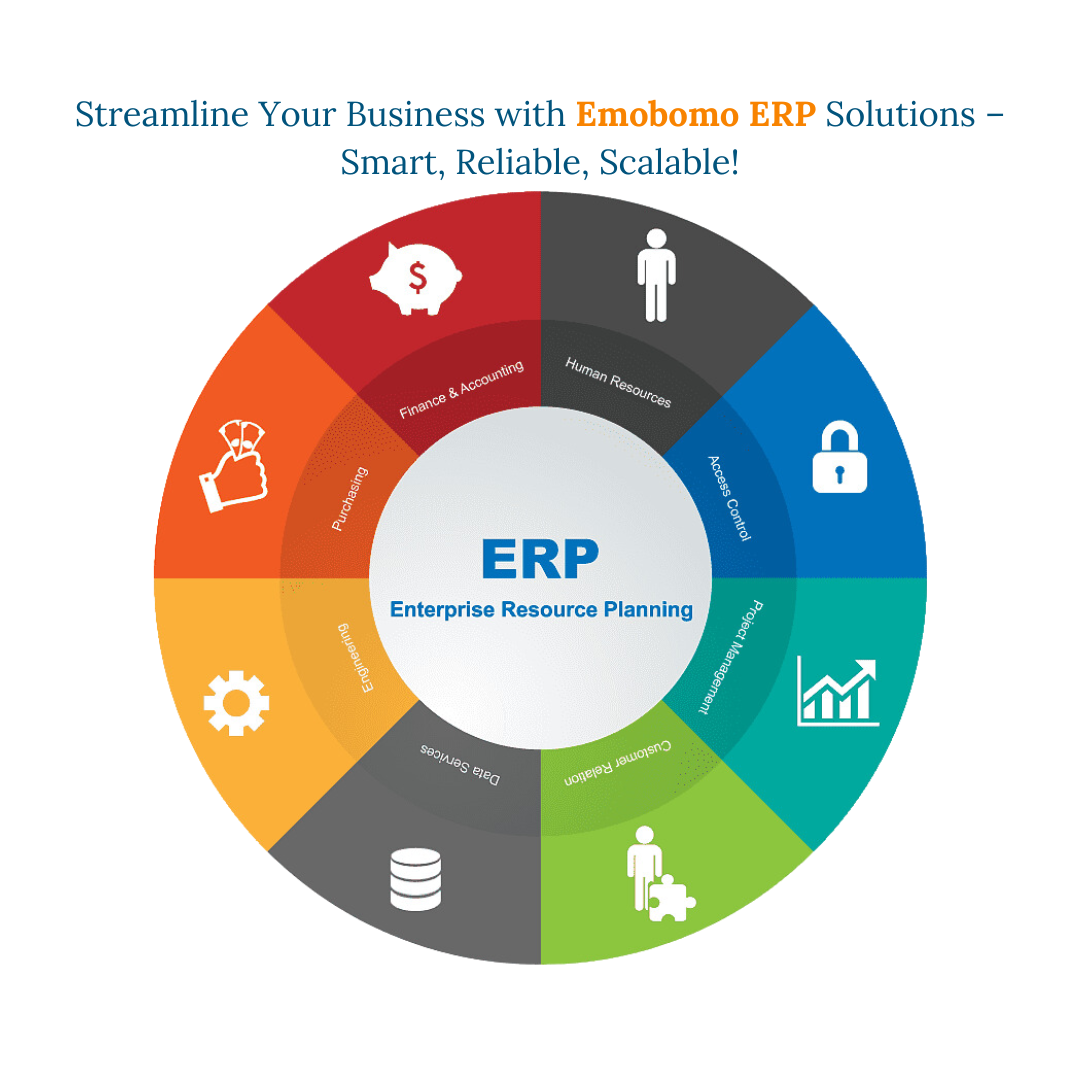 Streamline Your Business with Emobomo ERP Solutions –
Smart, Reliable, Scalable!
$
Finance & Accounting
Human Resources
Purchasing
Access Control
ERP
Enterprise Resource Planning
Engineering
Project Management
Data Services
Customer Relation